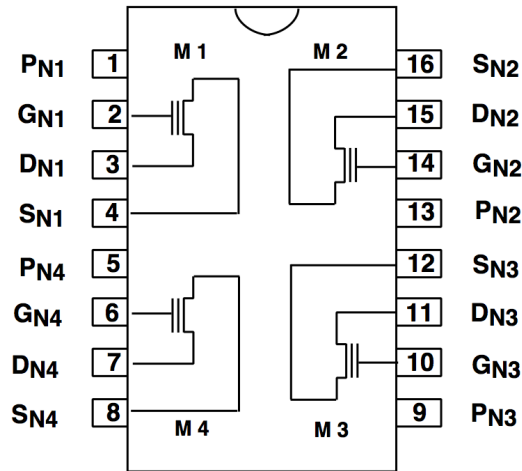 M 1 M 2
PN1 1 16 SN2
GN1 2 15 DN2
DN1 3 14 GN2
SN1 4 13 PN2
PN4 5 12 SN3
GN4 6 11 DN3
DN4 7 10 GN3
SN4 8 9 PN3
M 4 M 3